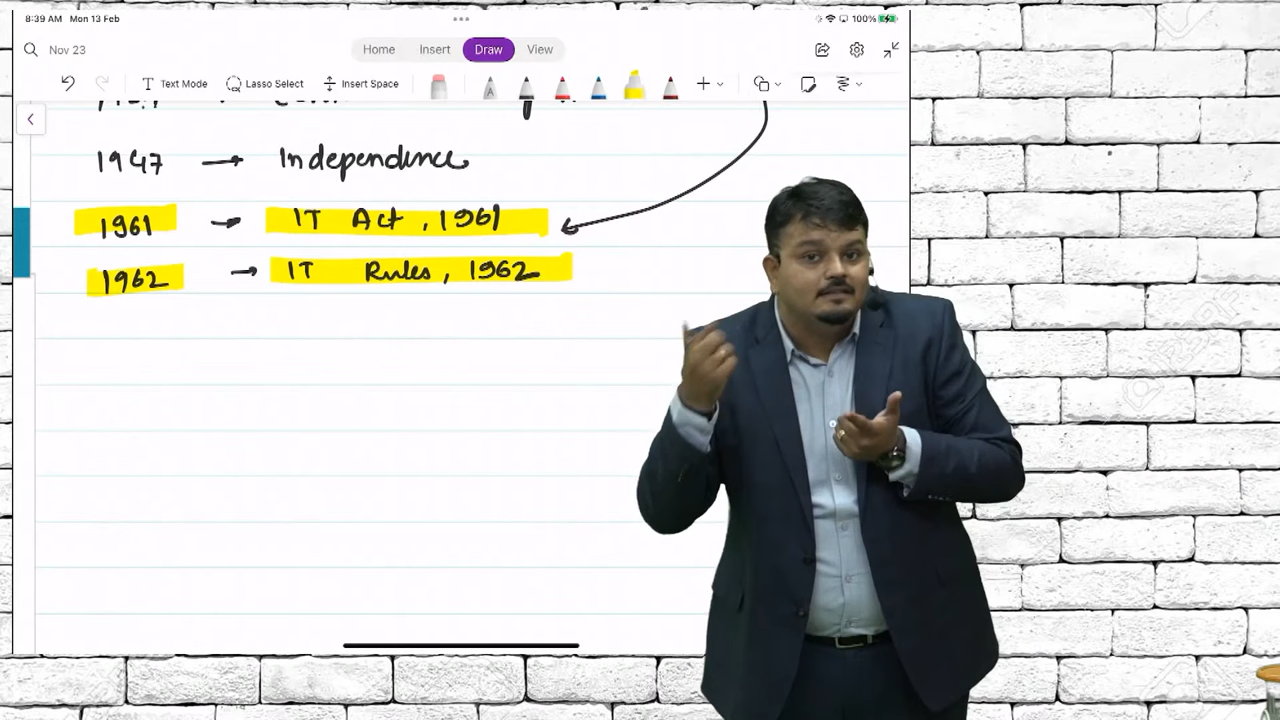 8:39 AM Mon 13 Feb
100%
Nov 23
Home Insert Draw View
Text Mode Lasso Select Insert Space
1947 → Independence
1961 → IT Act, 1961
1962 → IT Rules, 1962